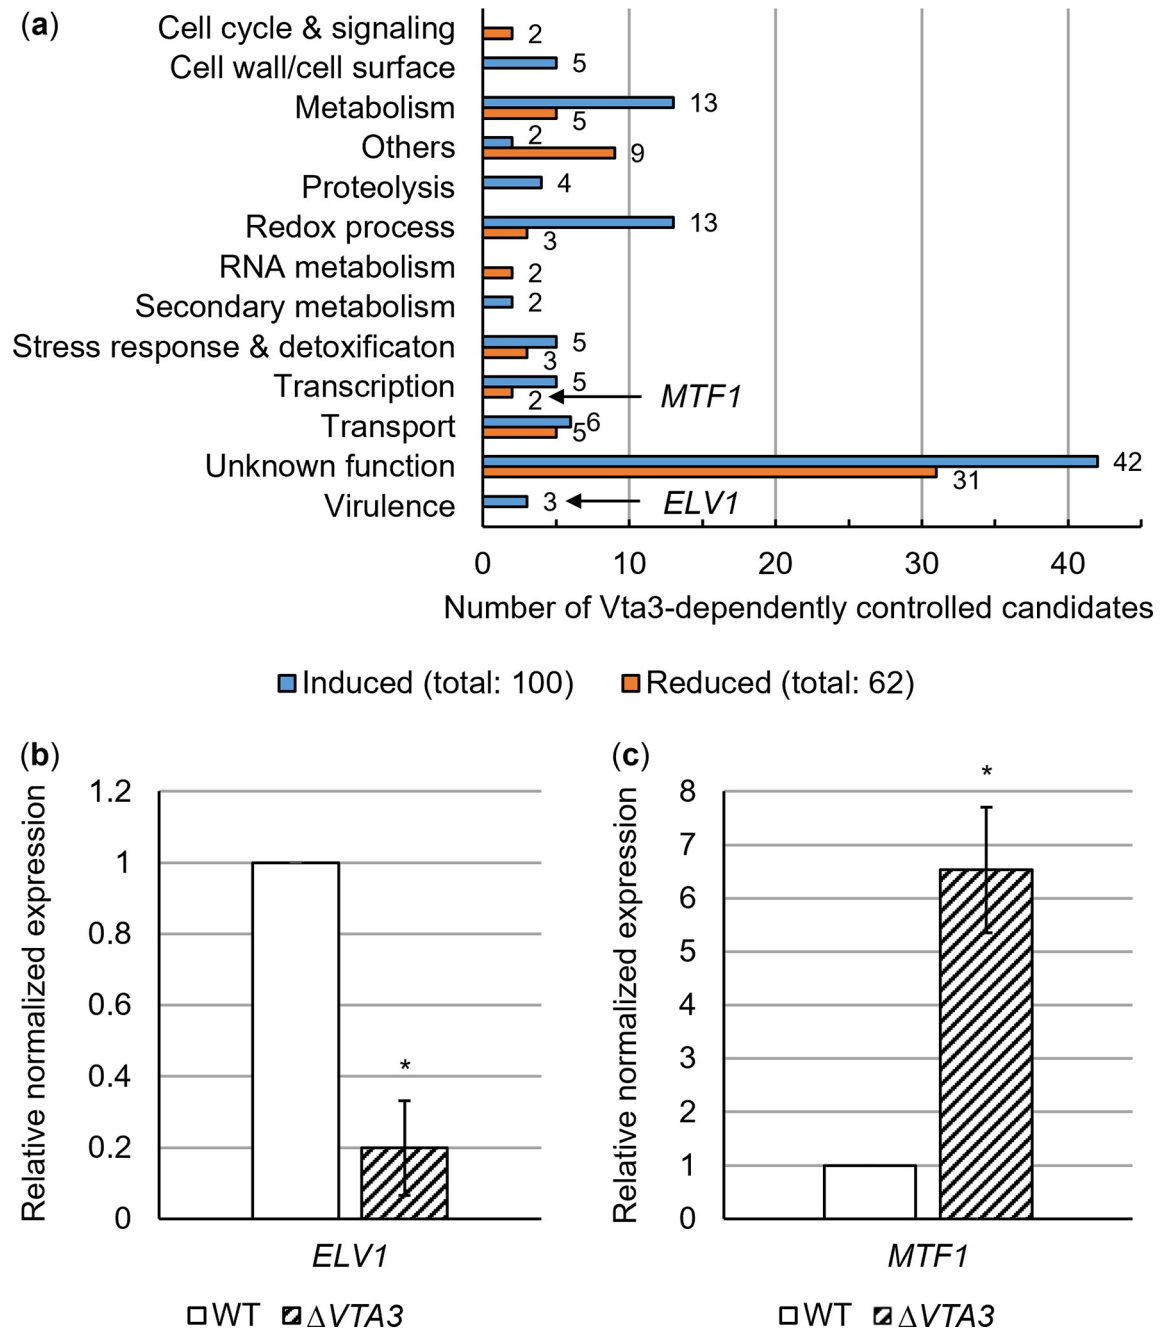 (a)
Cell cycle & signaling 2
Cell wall/cell surface 5
Metabolism 13
5
Others 2
9
Proteolysis 4
Redox process 13
3
RNA metabolism 2
Secondary metabolism 2
Stress response & detoxificaton 5
3
Transcription 5
2 MTF1
Transport 6
5
Unknown function 42
31
Virulence 3 ELV1
0 10 20 30 40
Number of Vta3-dependently controlled candidates
Induced (total: 100) Reduced (total: 62)
(b)
Relative normalized expression
1.2
1
0.8
0.6
0.4
0.2
0
*
ELV1
WT ΔVTA3
(c)
Relative normalized expression
8
7
6
5
4
3
2
1
0
*
MTF1
WT ΔVTA3